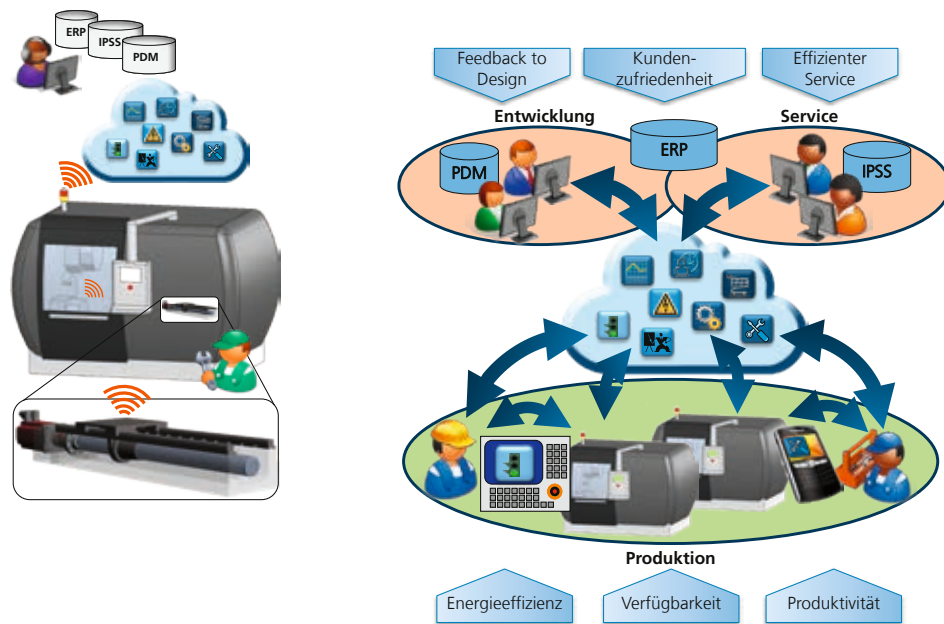 ERP
IPSS
PDM
Feedback to
Design
Kunden-
zufriedenheit
Effizienter
Service
Entwicklung
Service
ERP
PDM
IPSS
Produktion
Energieeffizienz
Verfügbarkeit
Produktivität